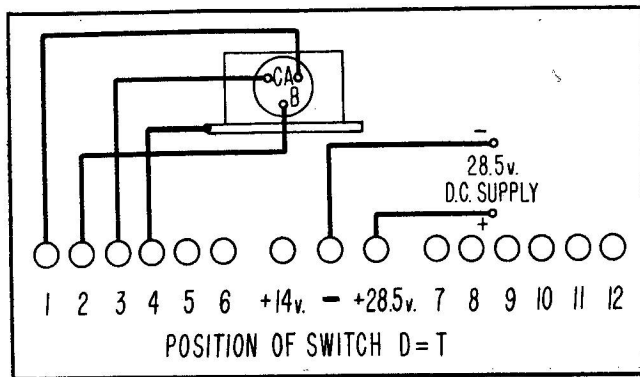 CA
B
-
28.5v.
D.C. SUPPLY
+
1 2 3 4 5 6 +14v. - +28.5v. 7 8 9 10 11 12
POSITION OF SWITCH D=T